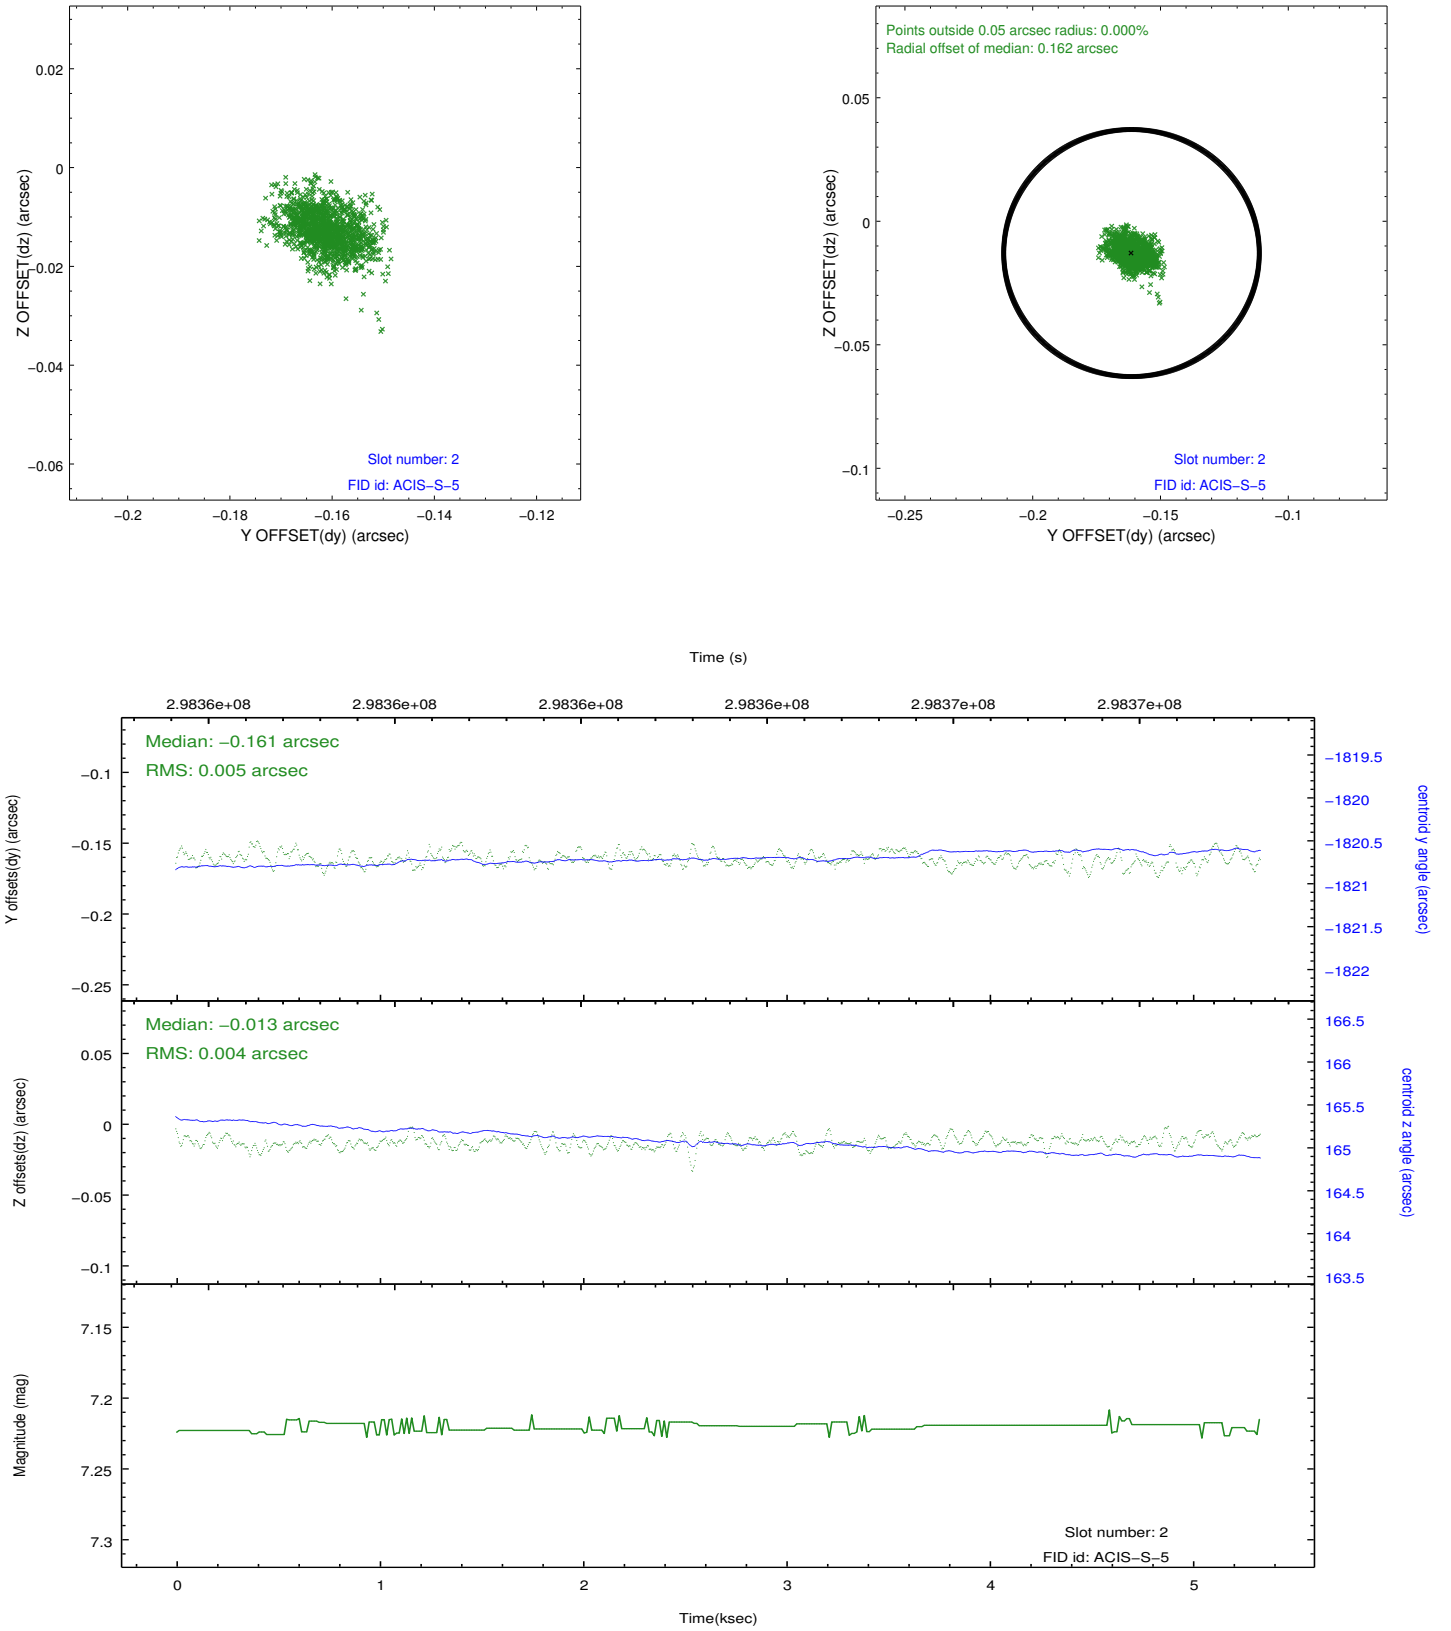 0.02
0
−0.02
−0.04
−0.06
Z OFFSET(dz) (arcsec)
Slot number: 2
FID id: ACIS−S−5
−0.2
−0.18
−0.16
−0.14
−0.12
Y OFFSET(dy) (arcsec)
Points outside 0.05 arcsec radius: 0.000%
Radial offset of median: 0.162 arcsec
0.05
0
−0.05
−0.1
Z OFFSET(dz) (arcsec)
Slot number: 2
FID id: ACIS−S−5
−0.25
−0.2
−0.15
−0.1
Y OFFSET(dy) (arcsec)
Time (s)
2.9836e+08
2.9836e+08
2.9836e+08
2.9836e+08
2.9837e+08
2.9837e+08
Median: −0.161 arcsec
RMS: 0.005 arcsec
−0.1
−0.15
−0.2
−0.25
Y offsets(dy) (arcsec)
−1819.5
−1820
−1820.5
−1821
−1821.5
−1822
centroid y angle (arcsec)
Median: −0.013 arcsec
RMS: 0.004 arcsec
0.05
0
−0.05
−0.1
Z offsets(dz) (arcsec)
166.5
166
165.5
165
164.5
164
163.5
centroid z angle (arcsec)
7.15
7.2
7.25
7.3
Magnitude (mag)
Slot number: 2
FID id: ACIS−S−5
0
1
2
3
4
5
Time(ksec)